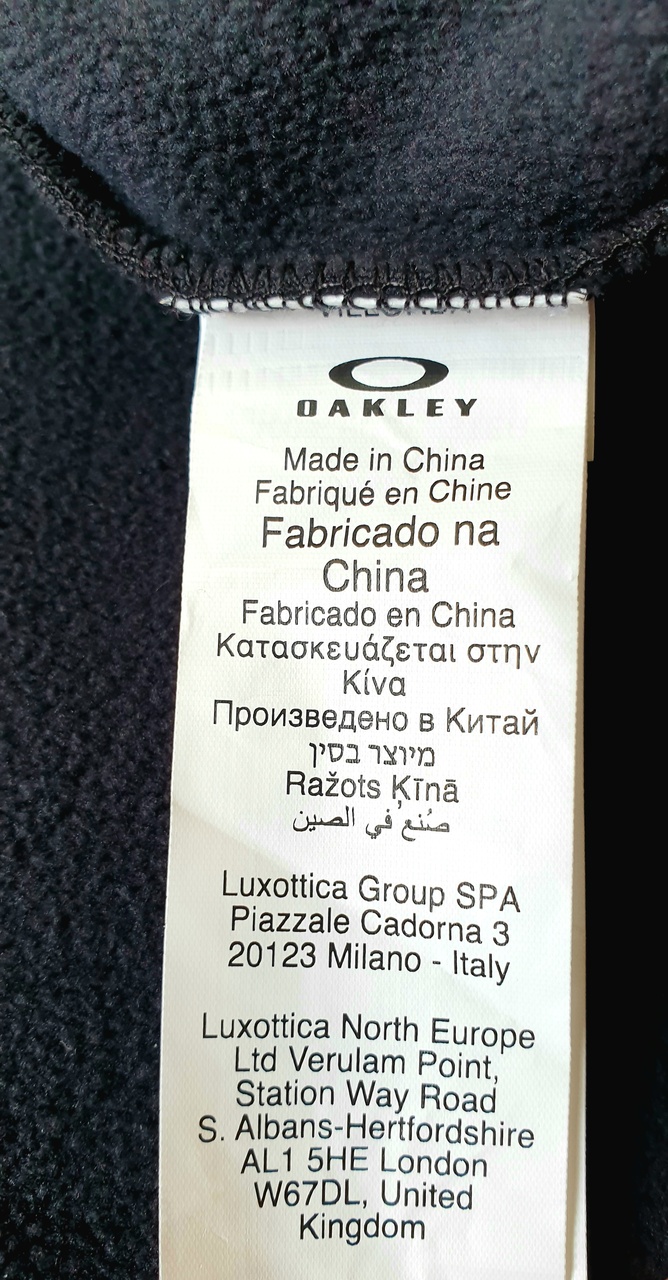 OAKLEY
Made in China
Fabriqué en Chine
Fabricado na
China
Fabricado en China
Κατασκευάζεται στην
Κίνα
Произведено в Китай
מיוצר בסין
Ražots Ķīnā
صُنع في الصين
Luxottica Group SPA
Piazzale Cadorna 3
20123 Milano - Italy
Luxottica North Europe
Ltd Verulam Point,
Station Way Road
S. Albans-Hertfordshire
AL1 5HE London
W67DL, United
Kingdom